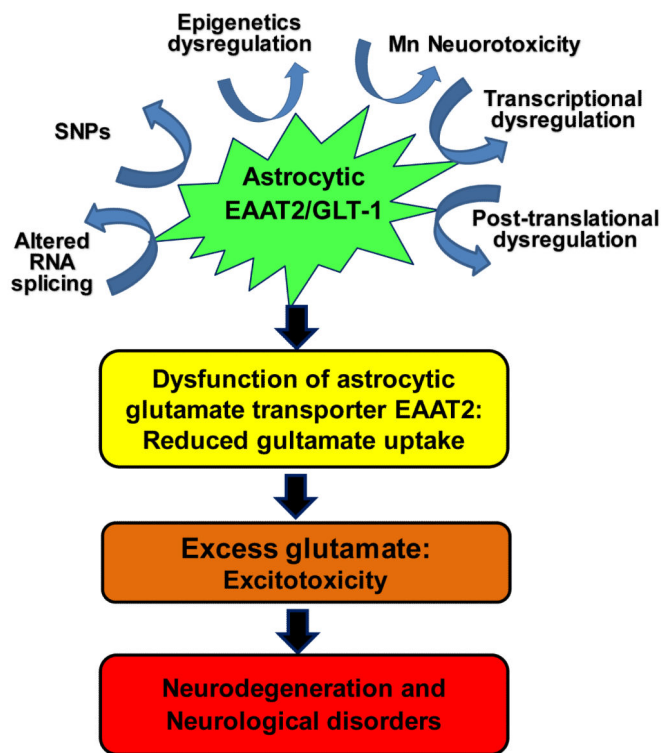 Epigenetics
dysregulation
Mn Neuorotoxicity
SNPs
Transcriptional
dysregulation
Astrocytic
EAAT2/GLT-1
Altered
RNA
splicing
Post-translational
dysregulation
Dysfunction of astrocytic
glutamate transporter EAAT2:
Reduced gultamate uptake
Excess glutamate:
Excitotoxicity
Neurodegeneration and
Neurological disorders